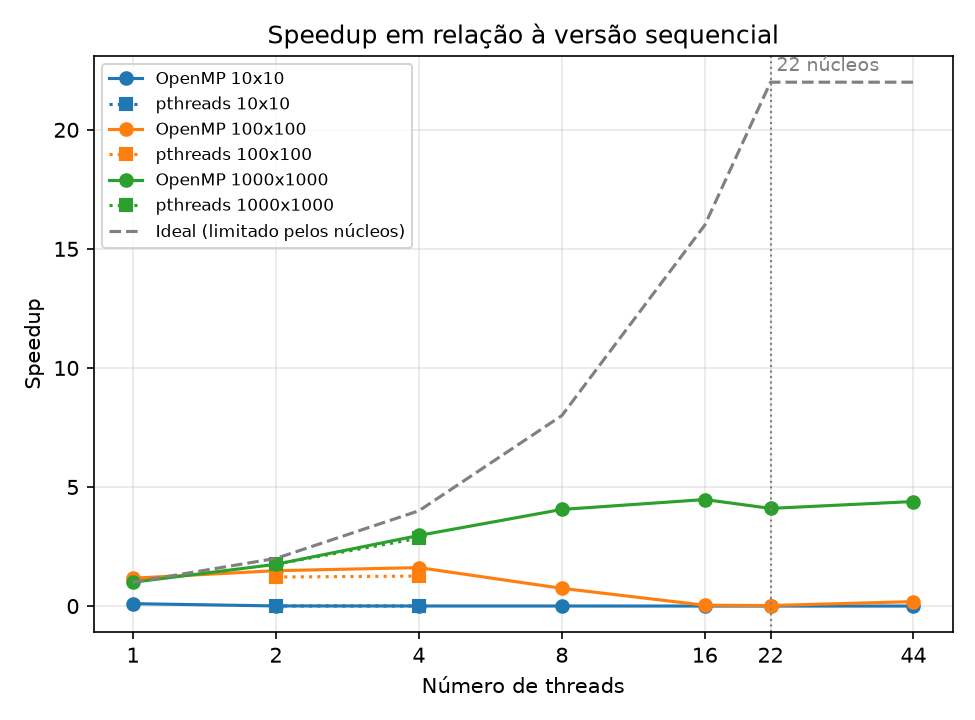 Speedup em relação à versão sequencial
22 núcleos
OpenMP 10x10
pthreads 10x10
OpenMP 100x100
pthreads 100x100
OpenMP 1000x1000
pthreads 1000x1000
Ideal (limitado pelos núcleos)
Speedup
20
15
10
5
0
1 2 4 8 16 22 44
Número de threads